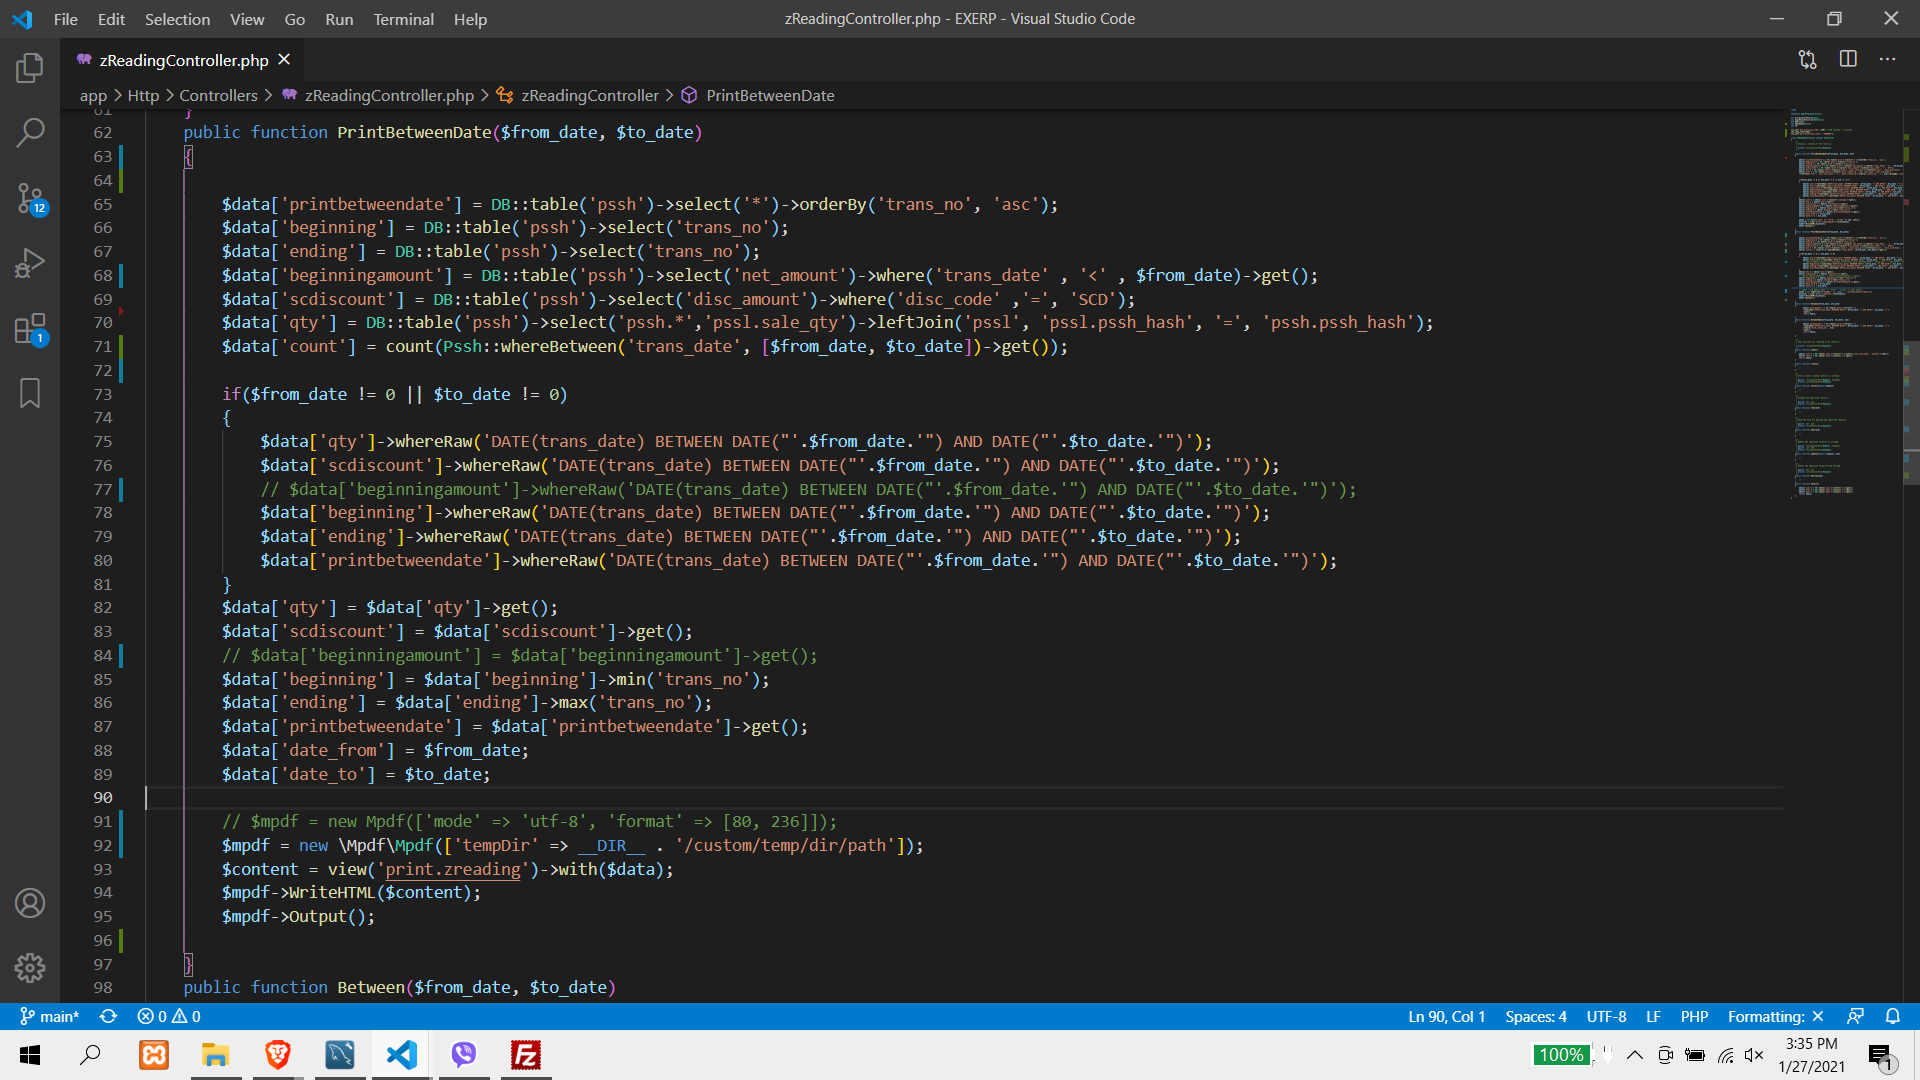 File Edit Selection View Go Run Terminal Help
zReadingController.php - EXERP - Visual Studio Code
zReadingController.php
app > Http > Controllers > zReadingController.php > zReadingController > PrintBetweenDate
61 }
62 public function PrintBetweenDate($from_date, $to_date)
63 {
64
65 $data['printbetweendate'] = DB::table('pssh')->select('*')->orderBy('trans_no', 'asc');
66 $data['beginning'] = DB::table('pssh')->select('trans_no');
67 $data['ending'] = DB::table('pssh')->select('trans_no');
68 $data['beginningamount'] = DB::table('pssh')->select('net_amount')->where('trans_date' , '<' , $from_date)->get();
69 $data['scdiscount'] = DB::table('pssh')->select('disc_amount')->where('disc_code' ,'=', 'SCD');
70 $data['qty'] = DB::table('pssh')->select('pssh.*','pssl.sale_qty')->leftJoin('pssl', 'pssl.pssh_hash', '=', 'pssh.pssh_hash');
71 $data['count'] = count(Pssh::whereBetween('trans_date', [$from_date, $to_date])->get());
72
73 if($from_date != 0 || $to_date != 0)
74 {
75 $data['qty']->whereRaw('DATE(trans_date) BETWEEN DATE("'.$from_date.'") AND DATE("'.$to_date.'")');
76 $data['scdiscount']->whereRaw('DATE(trans_date) BETWEEN DATE("'.$from_date.'") AND DATE("'.$to_date.'")');
77 // $data['beginningamount']->whereRaw('DATE(trans_date) BETWEEN DATE("'.$from_date.'") AND DATE("'.$to_date.'")');
78 $data['beginning']->whereRaw('DATE(trans_date) BETWEEN DATE("'.$from_date.'") AND DATE("'.$to_date.'")');
79 $data['ending']->whereRaw('DATE(trans_date) BETWEEN DATE("'.$from_date.'") AND DATE("'.$to_date.'")');
80 $data['printbetweendate']->whereRaw('DATE(trans_date) BETWEEN DATE("'.$from_date.'") AND DATE("'.$to_date.'")');
81 }
82 $data['qty'] = $data['qty']->get();
83 $data['scdiscount'] = $data['scdiscount']->get();
84 // $data['beginningamount'] = $data['beginningamount']->get();
85 $data['beginning'] = $data['beginning']->min('trans_no');
86 $data['ending'] = $data['ending']->max('trans_no');
87 $data['printbetweendate'] = $data['printbetweendate']->get();
88 $data['date_from'] = $from_date;
89 $data['date_to'] = $to_date;
90
91 // $mpdf = new Mpdf(['mode' => 'utf-8', 'format' => [80, 236]]);
92 $mpdf = new \Mpdf\Mpdf(['tempDir' => __DIR__ . '/custom/temp/dir/path']);
93 $content = view('print.zreading')->with($data);
94 $mpdf->WriteHTML($content);
95 $mpdf->Output();
96
97 }
98 public function Between($from_date, $to_date)
12
1
main* 0 0 Ln 90, Col 1 Spaces: 4 UTF-8 LF PHP Formatting: ×
100% 3:35 PM
1/27/2021
1